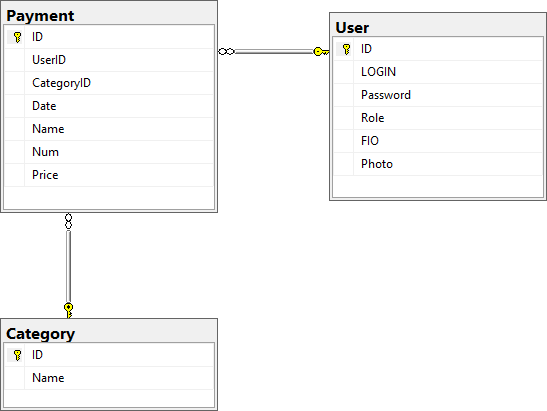 Payment
ID
UserID
CategoryID
Date
Name
Num
Price
User
ID
LOGIN
Password
Role
FIO
Photo
Category
ID
Name